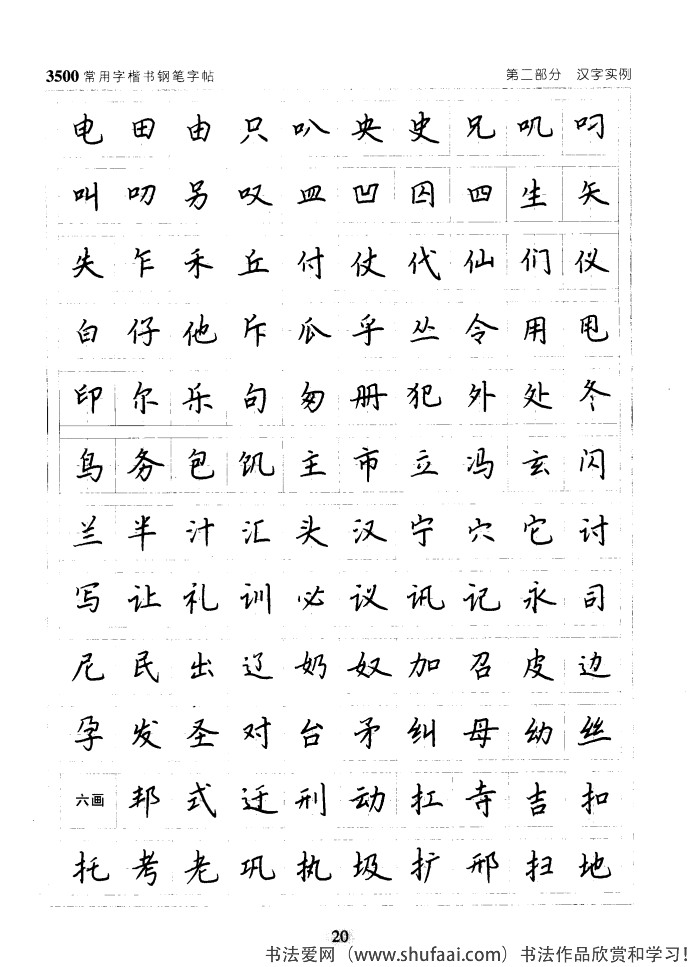 3500常用字楷书钢笔字帖 第二部分 汉字实例
电 田 由 只 叭 央 史 兄 叽 叼
叫 叨 另 叹 皿 凹 囚 四 生 矢
失 乍 禾 丘 付 仗 代 仙 们 仪
白 仔 他 斥 瓜 乎 丛 令 用 甩
印 尔 乐 句 匆 册 犯 外 处 冬
鸟 务 包 饥 主 市 立 冯 玄 闪
兰 半 汁 汇 头 汉 宁 穴 它 讨
写 让 礼 训 必 议 讯 记 永 司
尼 民 出 辽 奶 奴 加 召 皮 边
孕 发 圣 对 台 矛 纠 母 幼 丝
六画 邦 式 迁 刑 动 扛 寺 吉 扣
托 考 老 巩 执 圾 扩 邢 扫 地
20
书法爱网（www.shufaai.com）书法作品欣赏和学习！